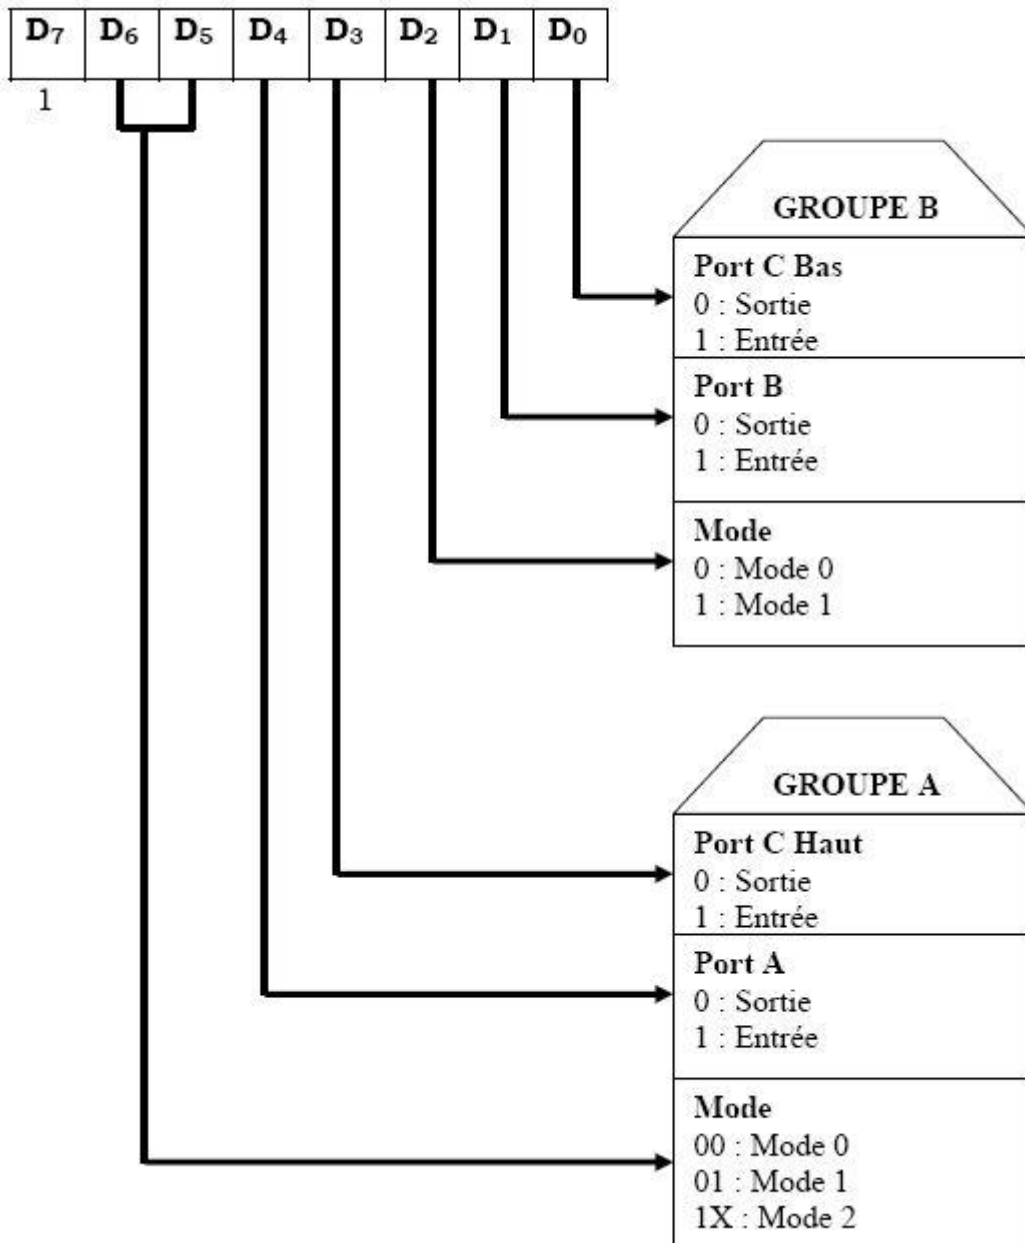 D7 D6 D5 D4 D3 D2 D1 D0
1
GROUPE B
Port C Bas
0 : Sortie
1 : Entrée
Port B
0 : Sortie
1 : Entrée
Mode
0 : Mode 0
1 : Mode 1
GROUPE A
Port C Haut
0 : Sortie
1 : Entrée
Port A
0 : Sortie
1 : Entrée
Mode
00 : Mode 0
01 : Mode 1
1X : Mode 2